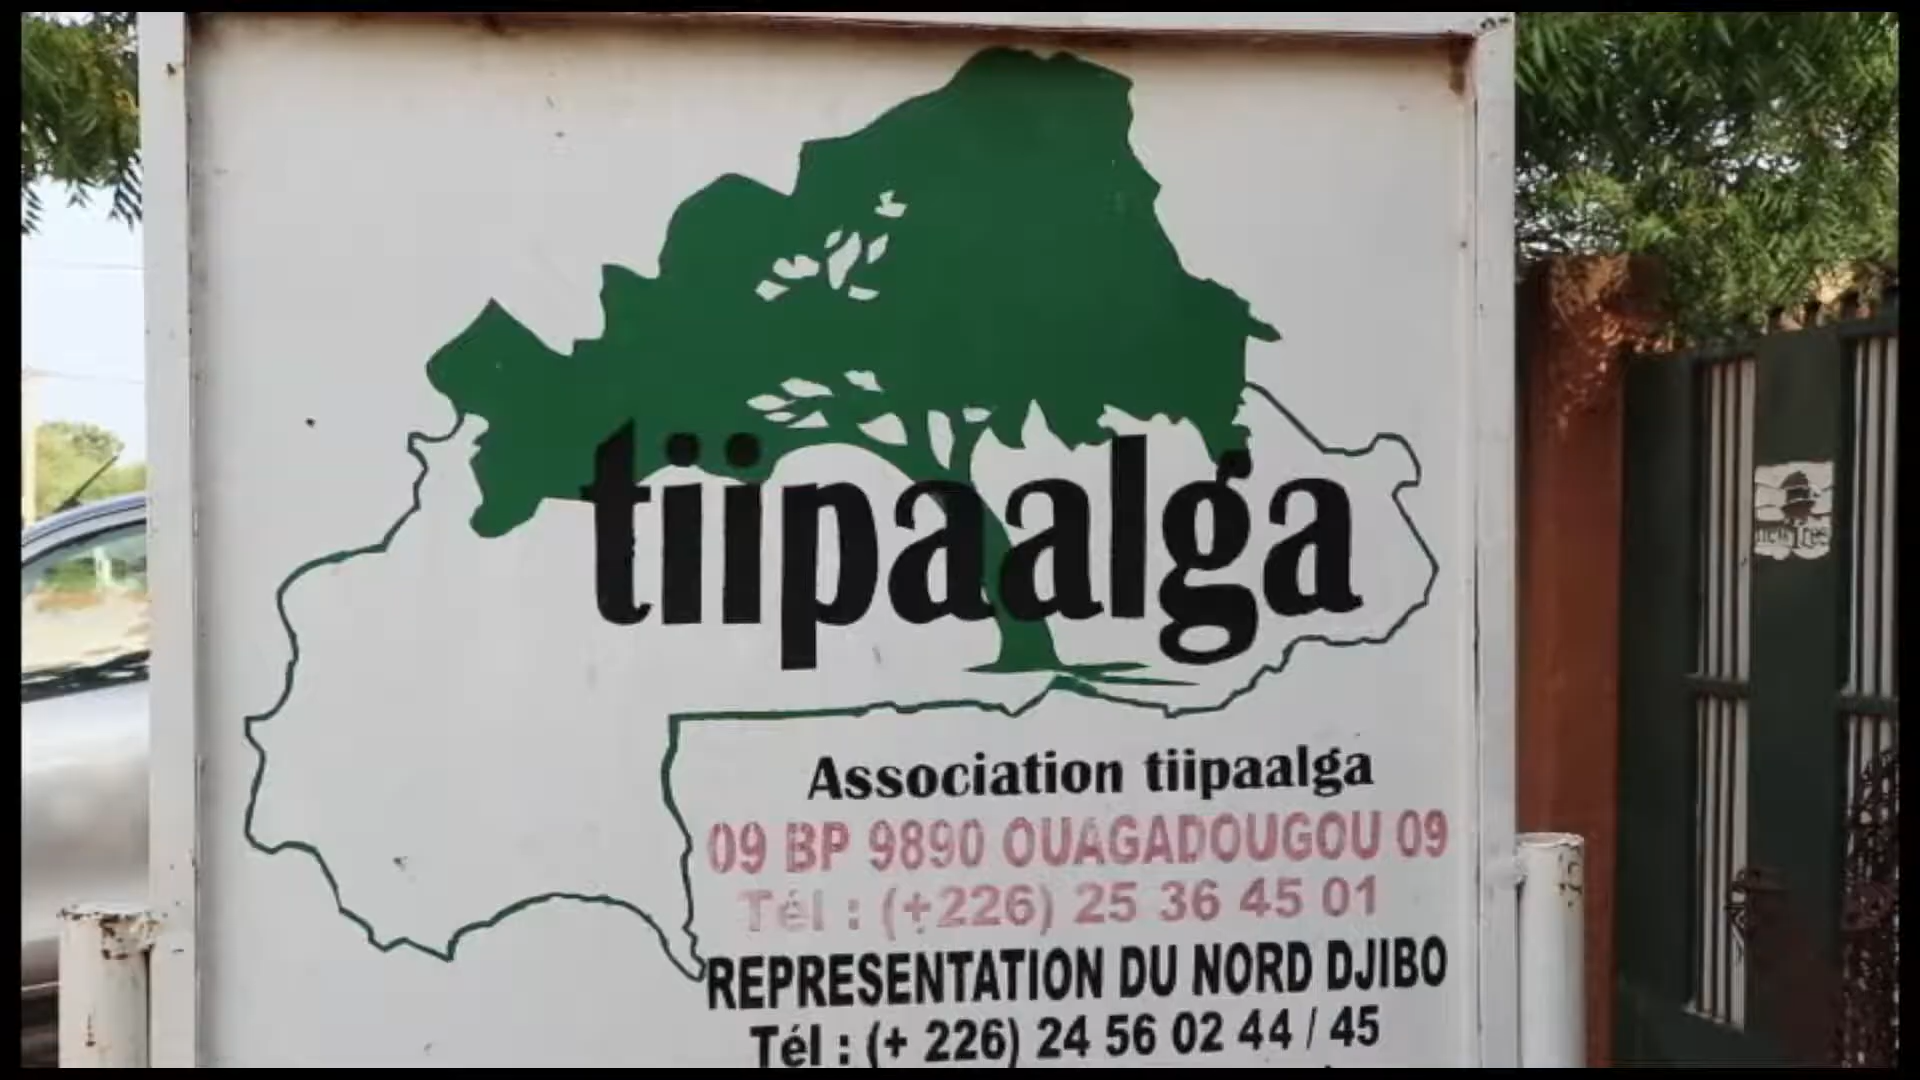 tiipaalga
Association tiipaalga
09 BP 9890 OUAGADOUGOU 09
Tél : (+226) 25 36 45 01
REPRESENTATION DU NORD DJIBO
Tél : (+ 226) 24 56 02 44 / 45